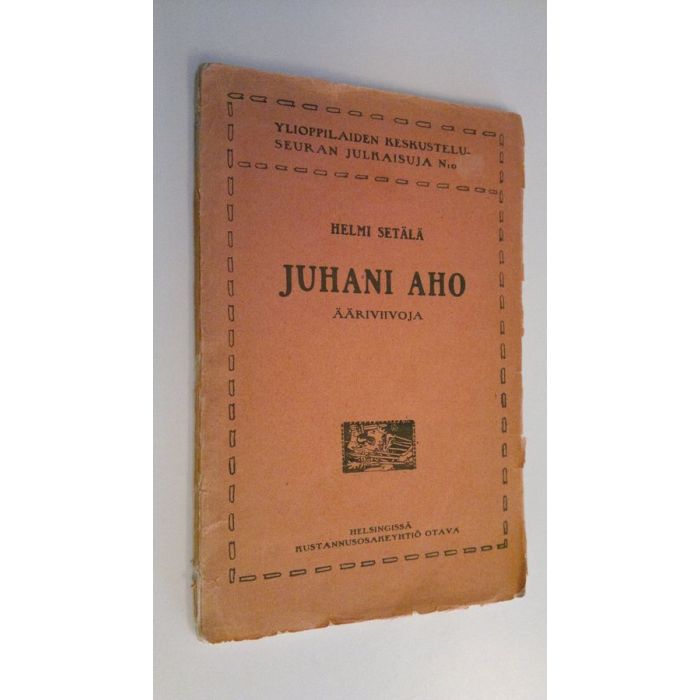 YLIOPPILAIDEN KESKUSTELU-
SEURAN JULKAISUJA N:o
HELMI SETÄLÄ
JUHANI AHO
ÄÄRIVIIVOJA
HELSINGISSÄ
KUSTANNUSOSAKEYHTIÖ OTAVA